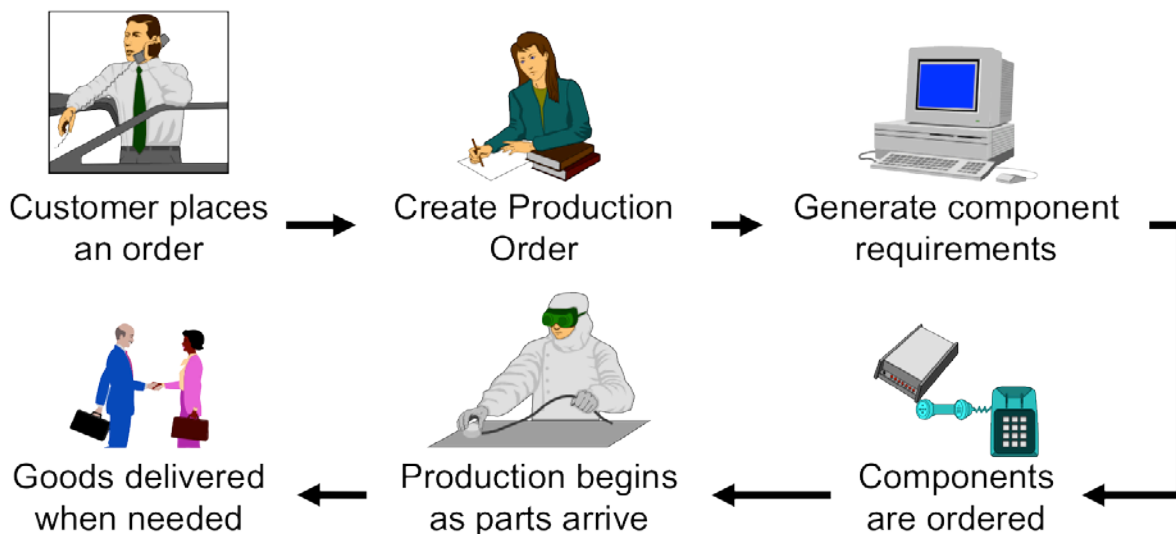 Customer places
an order
Create Production
Order
Generate component
requirements
Components
are ordered
Production begins
as parts arrive
Goods delivered
when needed